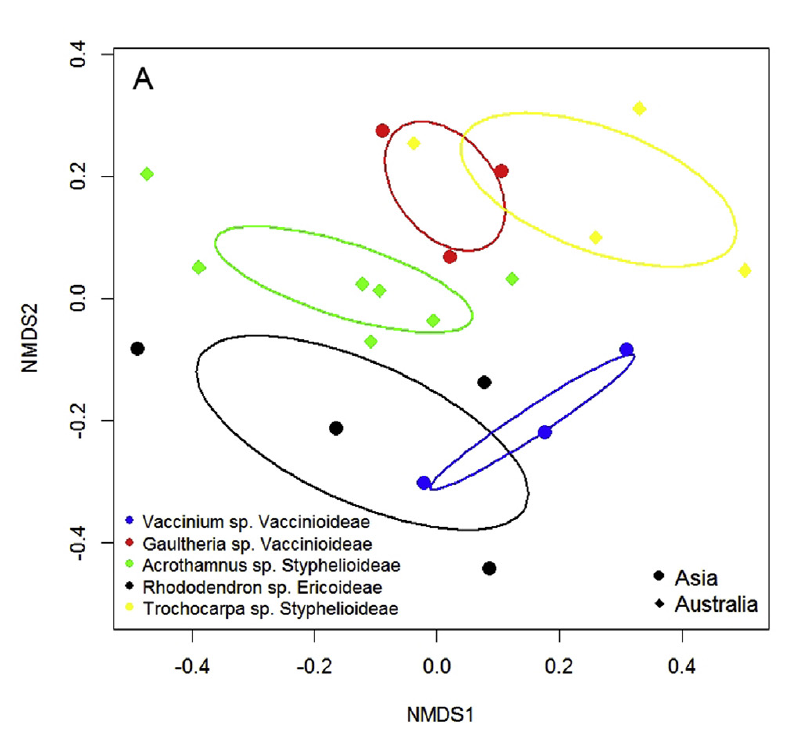 A
NMDS2
0.4
0.2
0.0
-0.2
-0.4
Vaccinium sp. Vaccinioideae
Gaultheria sp. Vaccinioideae
Acrothamnus sp. Styphelioideae
Rhododendron sp. Ericoideae
Trochocarpa sp. Styphelioideae
Asia
Australia
-0.4 -0.2 0.0 0.2 0.4
NMDS1